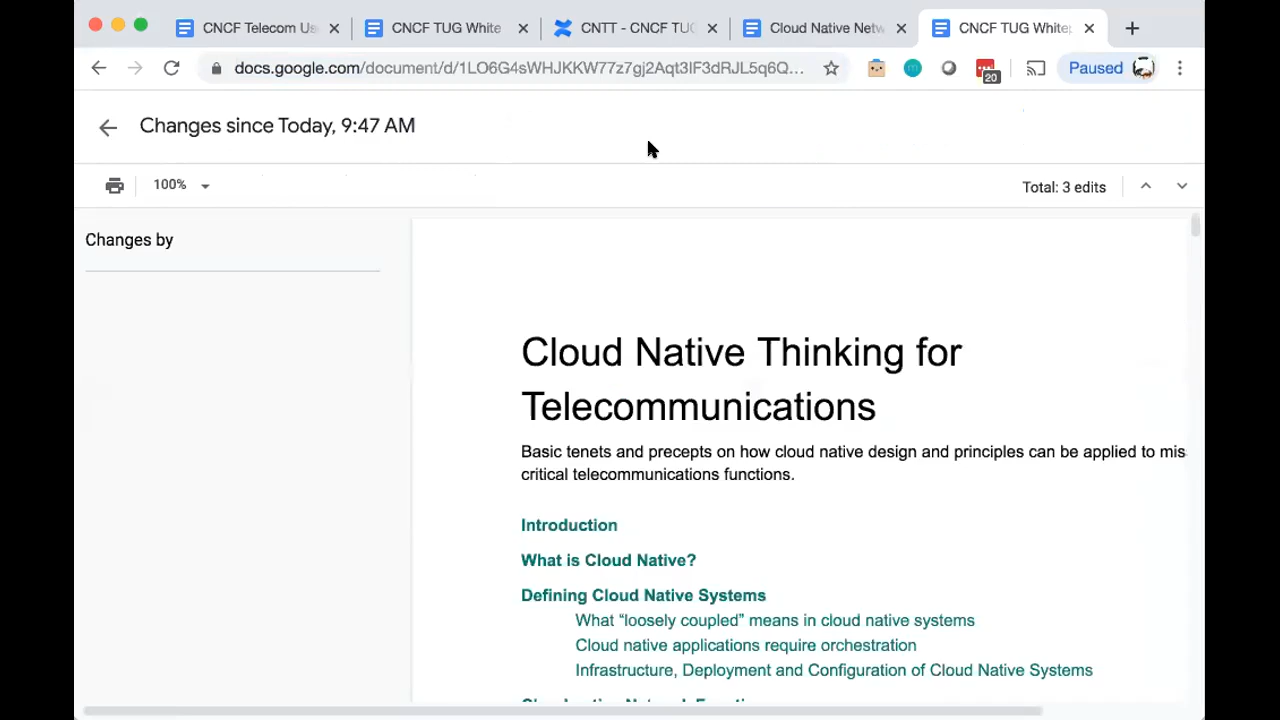 CNCF Telecom Us
CNCF TUG White
CNTT - CNCF TUG
Cloud Native Netw
CNCF TUG White
docs.google.com/document/d/1LO6G4sWHJKKW77z7gj2Aqt3IF3dRJL5q6Q...
20
Paused
Changes since Today, 9:47 AM
100%
Total: 3 edits
Changes by
Cloud Native Thinking for
Telecommunications
Basic tenets and precepts on how cloud native design and principles can be applied to mis
critical telecommunications functions.
Introduction
What is Cloud Native?
Defining Cloud Native Systems
What “loosely coupled” means in cloud native systems
Cloud native applications require orchestration
Infrastructure, Deployment and Configuration of Cloud Native Systems